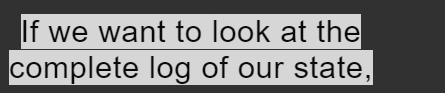 If we want to look at the
complete log of our state,